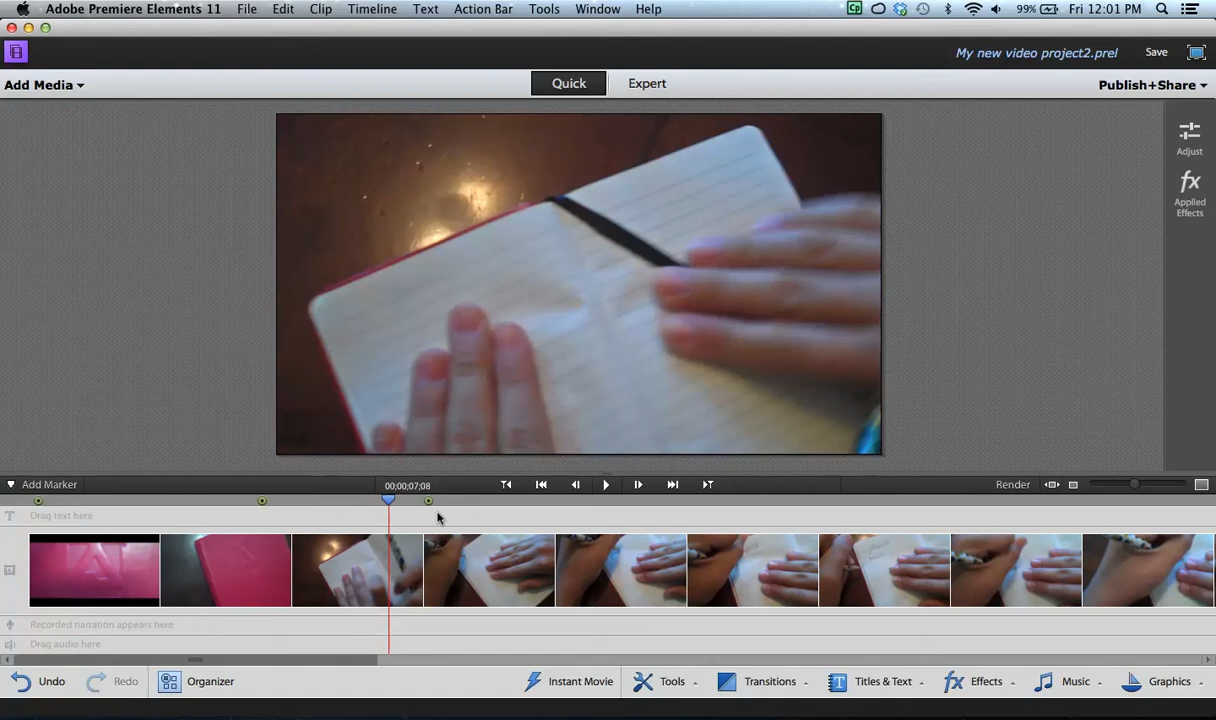 Adobe Premiere Elements 11 File Edit Clip Timeline Text Action Bar Tools Window Help Cp 99% Fri 12:01 PM
My new video project2.prel Save
Add Media Quick Expert Publish+Share
Adjust
fx
Applied
Effects
Add Marker 00;00;07;08 Render
T Drag text here
Recorded narration appears here
Drag audio here
Undo Redo Organizer Instant Movie Tools Transitions T Titles & Text fx Effects Music Graphics